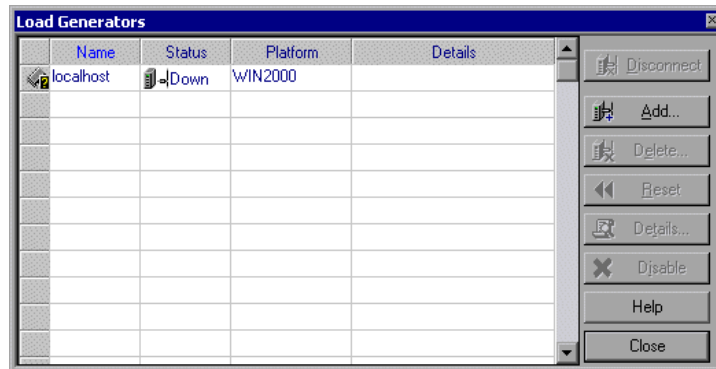 Load Generators
Name Status Platform Details
localhost Down WIN2000
Disconnect
Add...
Delete...
Reset
Details...
Disable
Help
Close